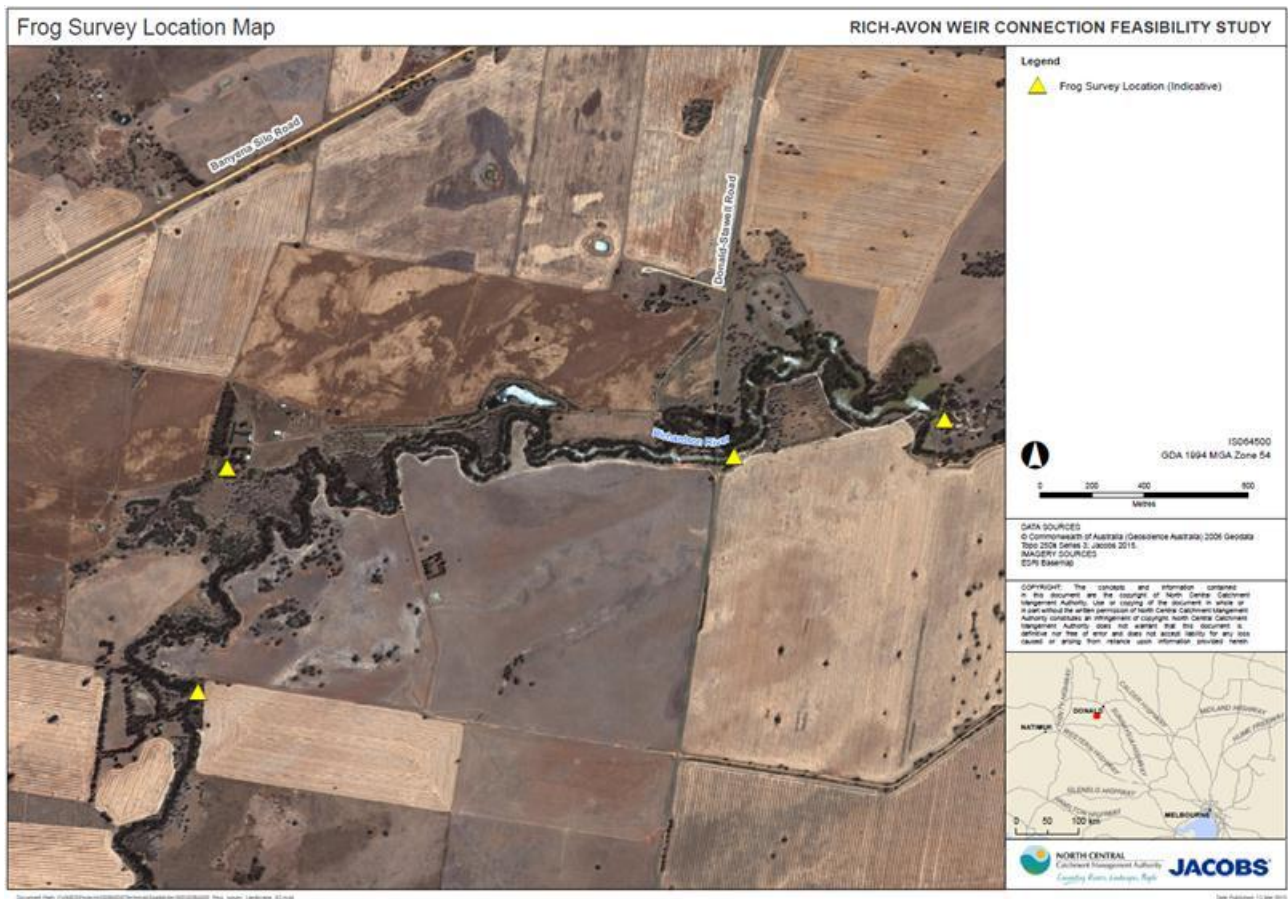 Frog Survey Location Map
RICH-AVON WEIR CONNECTION FEASIBILITY STUDY
Legend
Frog Survey Location (Indicative)
Banyena Silo Road
Donald-Stawell Road
Richardson River
IS064500
GDA 1994 MGA Zone 54
0 200 400
Metres
DATA SOURCES
© Commonwealth of Australia (Geoscience Australia) 2006 Geodata
Topo 250k Series 3; Jacobs 2015.
IMAGERY SOURCES
ESRI Basemap
COPYRIGHT: The concepts and information contained
in this document are the copyright of North Central Catchment
Management Authority. Use or copying of the document in whole or
in part without the written permission of North Central Catchment Management
Authority constitutes an infringement of copyright. North Central Catchment
Management Authority does not warrant that this document is
definitive nor free of error and does not accept liability for any loss
caused or arising from reliance upon information provided herein.
DONALD
NATIMUK
CALDER HIGHWAY
SUNRAYSIA HIGHWAY
MIDLAND HIGHWAY
HUME FREEWAY
WESTERN HIGHWAY
GLENELG HIGHWAY
HAMILTON HIGHWAY
MELBOURNE
0 50 100 km
NORTH CENTRAL
Catchment Management Authority
Connecting Rivers, Landscapes, People
JACOBS